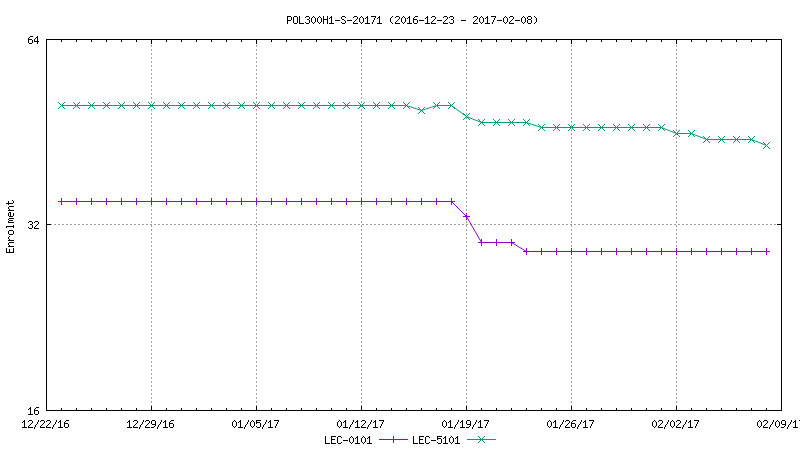 POL300H1-S-20171 (2016-12-23 - 2017-02-08)
64
32
16
Enrolment
12/22/16 12/29/16 01/05/17 01/12/17 01/19/17 01/26/17 02/02/17 02/09/1
LEC-0101 LEC-5101